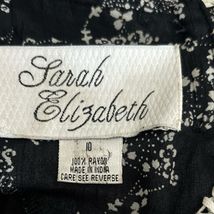 Sarah
Elizabeth
10
100% RAYON
MADE IN INDIA
CARE SEE REVERSE